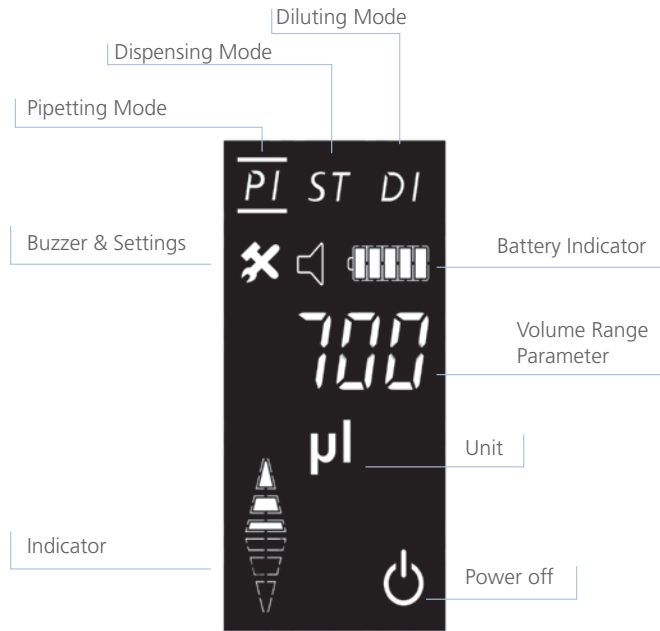 Diluting Mode
Dispensing Mode
Pipetting Mode
PI ST DI
Buzzer & Settings
Battery Indicator
700
Volume Range
Parameter
µl
Unit
Indicator
Power off